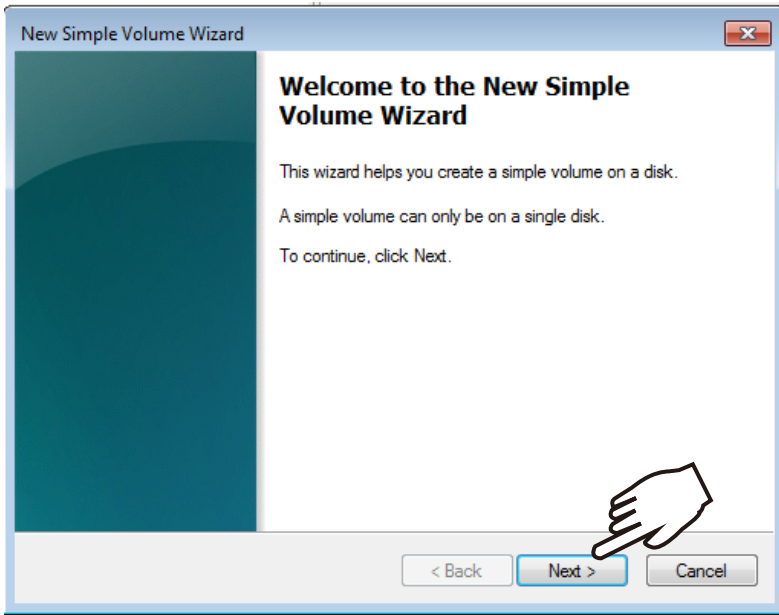 New Simple Volume Wizard
Welcome to the New Simple
Volume Wizard
This wizard helps you create a simple volume on a disk.
A simple volume can only be on a single disk.
To continue, click Next.
< Back Next > Cancel